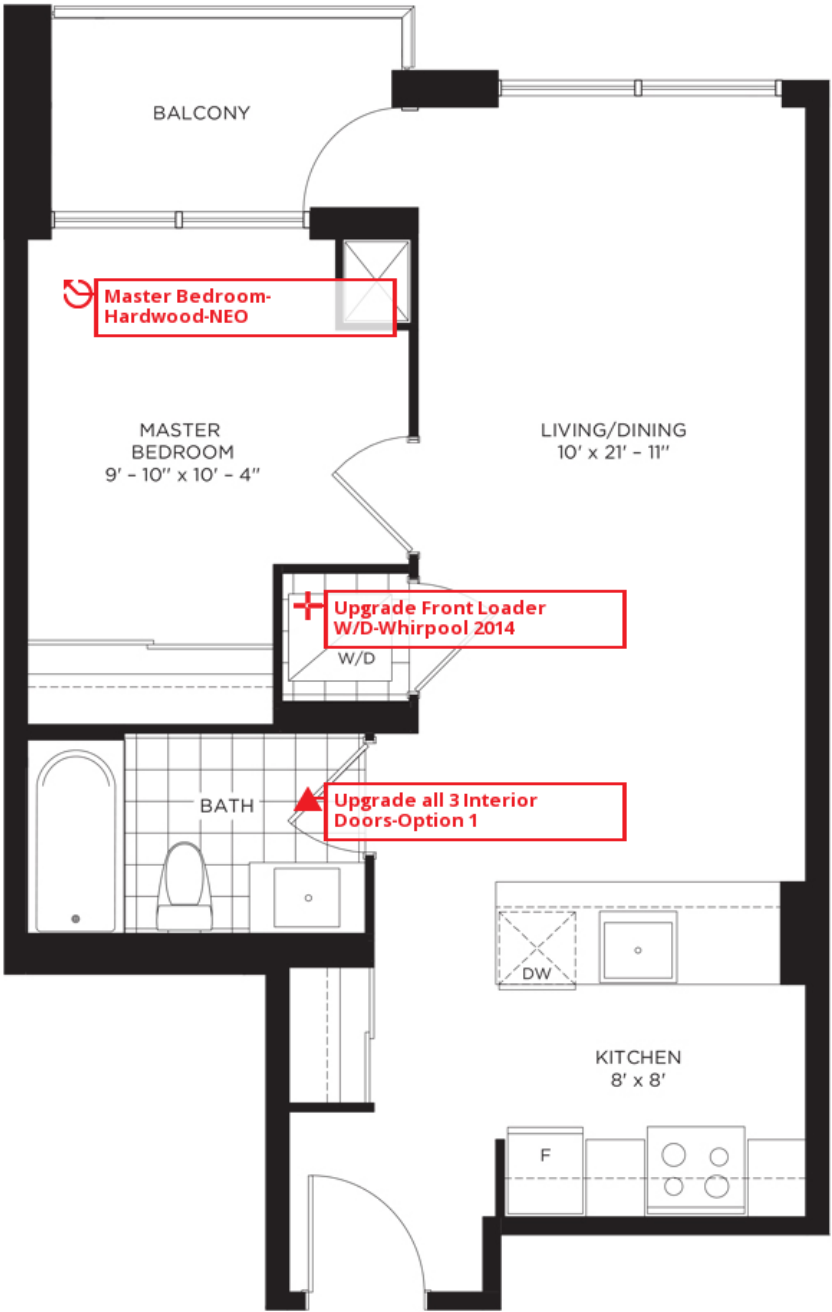 BALCONY
Master Bedroom-
Hardwood-NEO
MASTER
BEDROOM
9' – 10" x 10' – 4"
LIVING/DINING
10' x 21' – 11"
Upgrade Front Loader
W/D-Whirpool 2014
W/D
Upgrade all 3 Interior
Doors-Option 1
BATH
DW
KITCHEN
8' x 8'
F